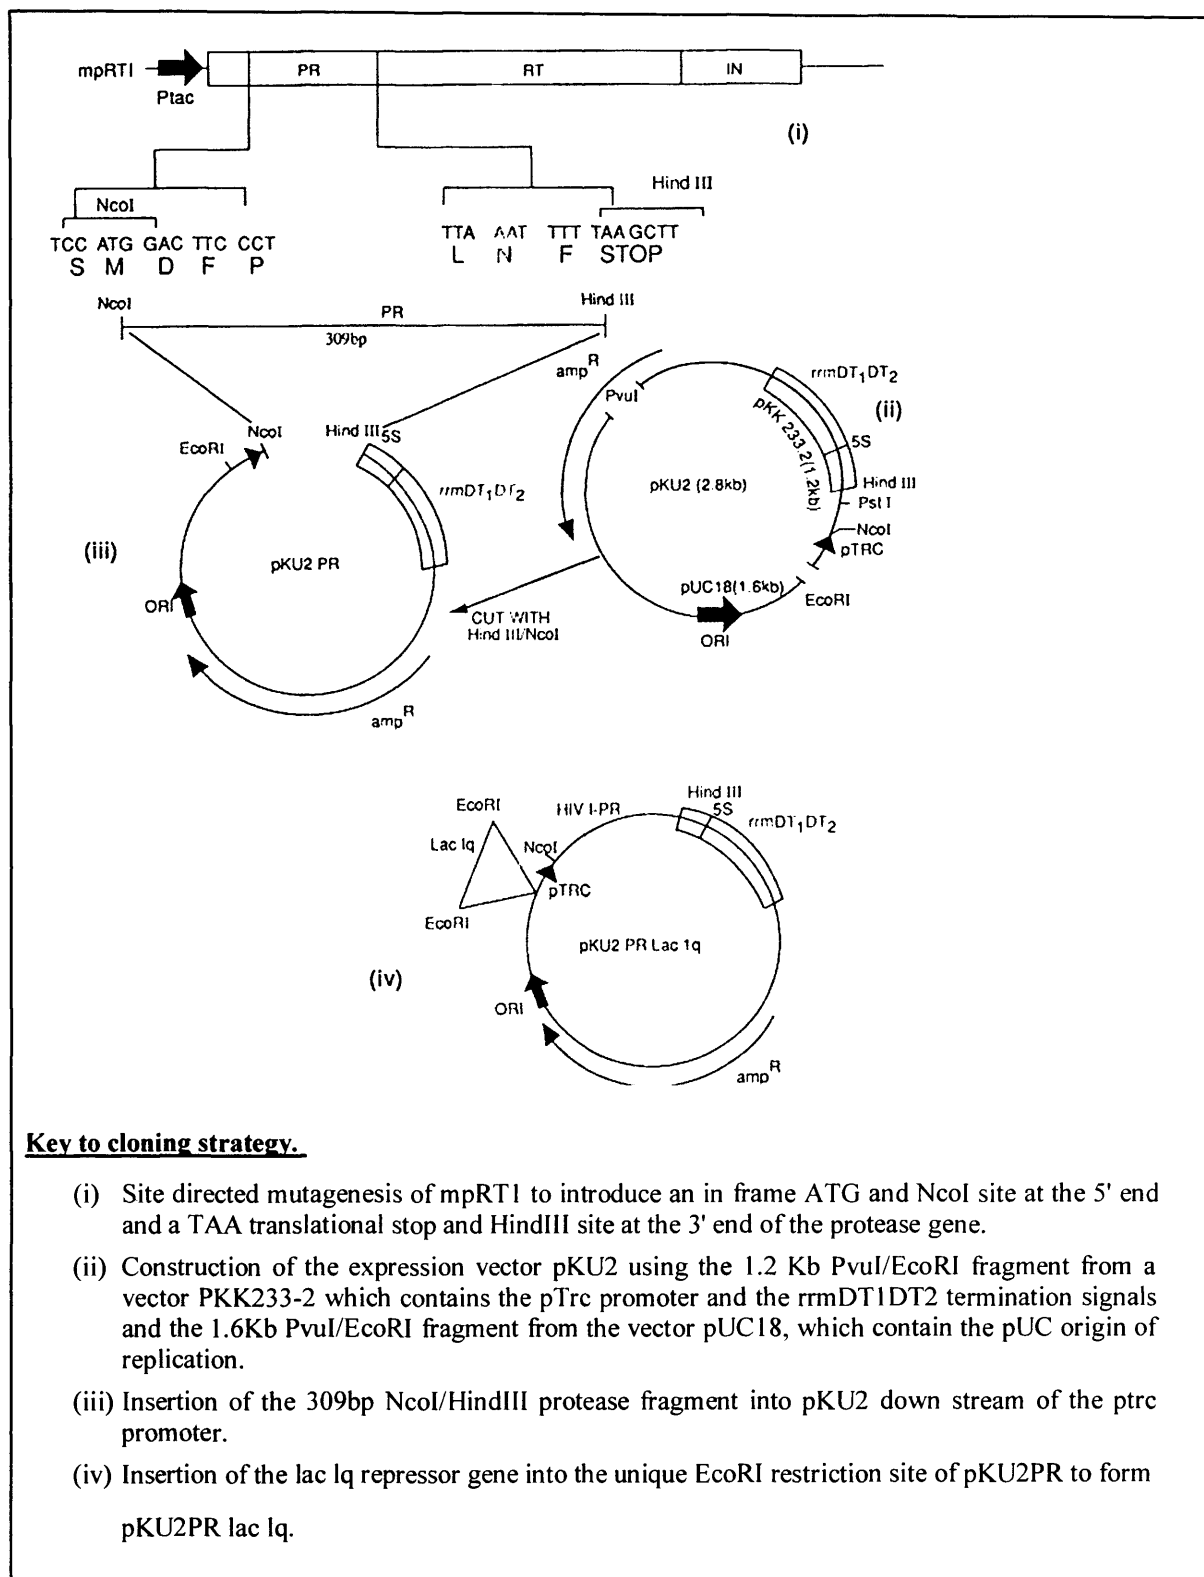 mpRTI
Ptac
PR
RT
IN
(i)
NcoI
Hind III
TCC ATG GAC TTC CCT
S M D F P
TTA AAT TTT TAA GCTT
L N F STOP
NcoI
PR
309bp
Hind III
amp^R
PvuI
rrmDT1DT2
(ii)
pKK 233.2(1.2kb)
5S
pKU2 (2.8kb)
Hind III
Pst I
NcoI
pTRC
EcoRI
pUC18(1.6kb)
ORI
EcoRI
NcoI
Hind III
5S
rrmDT1DT2
(iii)
pKU2 PR
ORI
CUT WITH
Hind III/NcoI
amp^R
EcoRI
Lac Iq
EcoRI
HIV I-PR
NcoI
pTRC
Hind III
5S
rrmDT1DT2
pKU2 PR Lac 1q
(iv)
ORI
amp^R
Key to cloning strategy.
(i) Site directed mutagenesis of mpRT1 to introduce an in frame ATG and NcoI site at the 5' end
and a TAA translational stop and HindIII site at the 3' end of the protease gene.
(ii) Construction of the expression vector pKU2 using the 1.2 Kb PvuI/EcoRI fragment from a
vector PKK233-2 which contains the pTrc promoter and the rrmDT1DT2 termination signals
and the 1.6Kb PvuI/EcoRI fragment from the vector pUC18, which contain the pUC origin of
replication.
(iii) Insertion of the 309bp NcoI/HindIII protease fragment into pKU2 down stream of the ptrc
promoter.
(iv) Insertion of the lac lq repressor gene into the unique EcoRI restriction site of pKU2PR to form
pKU2PR lac lq.